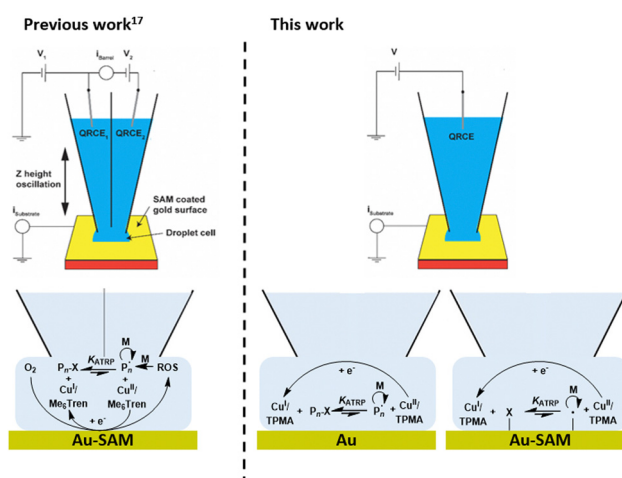 Previous work17
This work
V1
iBarrel
V2
V
QRCE1
QRCE2
QRCE
Z height
oscillation
SAM coated
gold surface
iSubstrate
Droplet cell
iSubstrate
O2
Pn-X
KATRP
M
Pn•
M
ROS
+
+
CuI/
CuII/
Me6Tren
Me6Tren
+ e-
Au-SAM
+ e-
CuI/
TPMA
+ Pn-X
KATRP
M
Pn•
+
CuII/
TPMA
Au
+ e-
CuI/
TPMA
+ X
KATRP
M
•
+
CuII/
TPMA
Au-SAM